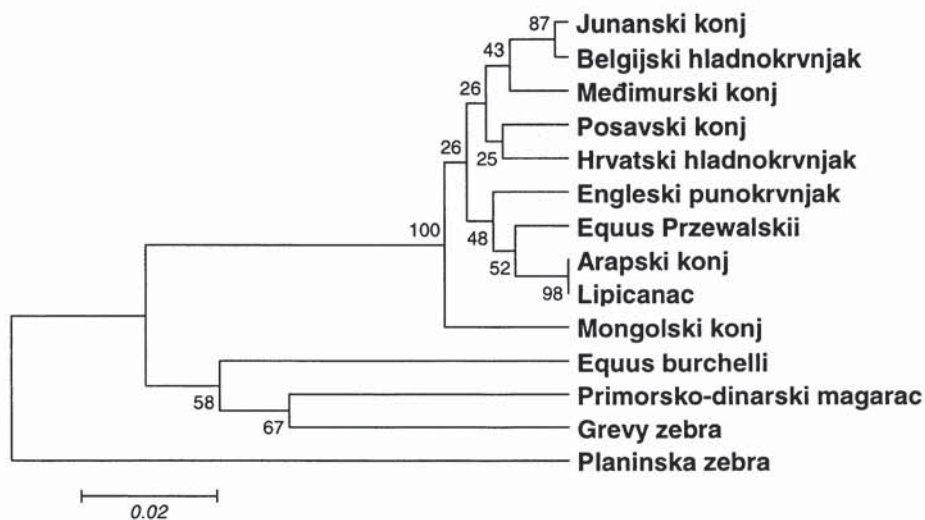 87 Junanski konj
Belgijski hladnokrvnjak
43
Međimurski konj
26
Posavski konj
25
Hrvatski hladnokrvnjak
26
Engleski punokrvnjak
48
Equus Przewalskii
100
52
Arapski konj
98 Lipicanac
Mongolski konj
Equus burchelli
58
Primorsko-dinarski magarac
67
Grevy zebra
Planinska zebra
0.02